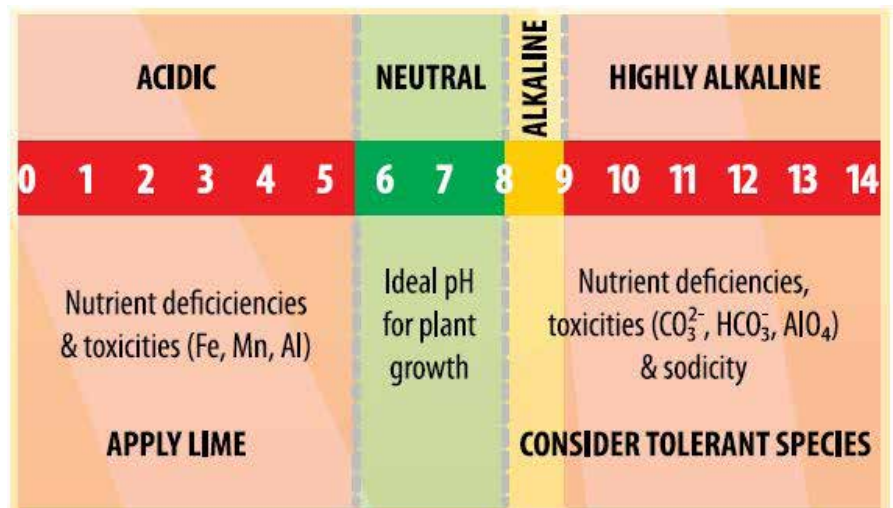 ACIDIC
NEUTRAL
ALKALINE
HIGHLY ALKALINE
0 1 2 3 4 5 6 7 8 9 10 11 12 13 14
Nutrient deficiciencies
& toxicities (Fe, Mn, Al)
Ideal pH
for plant
growth
Nutrient deficiencies,
toxicities (CO₃²⁻, HCO₃⁻, AlO₄)
& sodicity
APPLY LIME
CONSIDER TOLERANT SPECIES